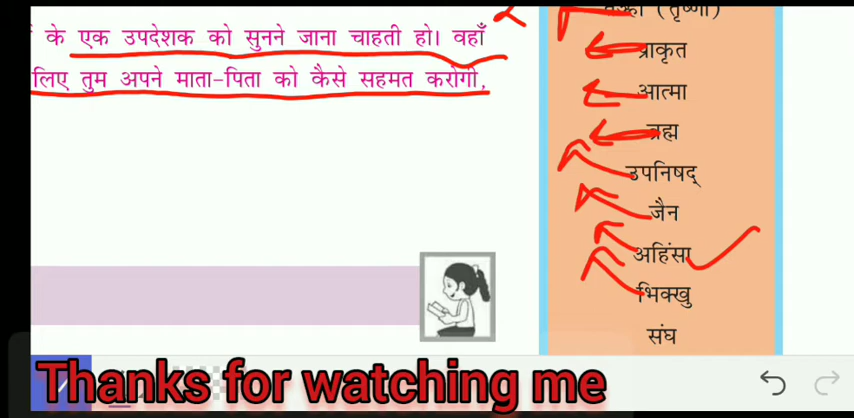 के एक उपदेशक को सुनने जाना चाहती हो। वहाँ
लिए तुम अपने माता-पिता को कैसे सहमत करोगी,
(तृष्णा)
प्राकृत
आत्मा
ब्रह्म
उपनिषद्
जैन
अहिंसा
भिक्खु
संघ
Thanks for watching me